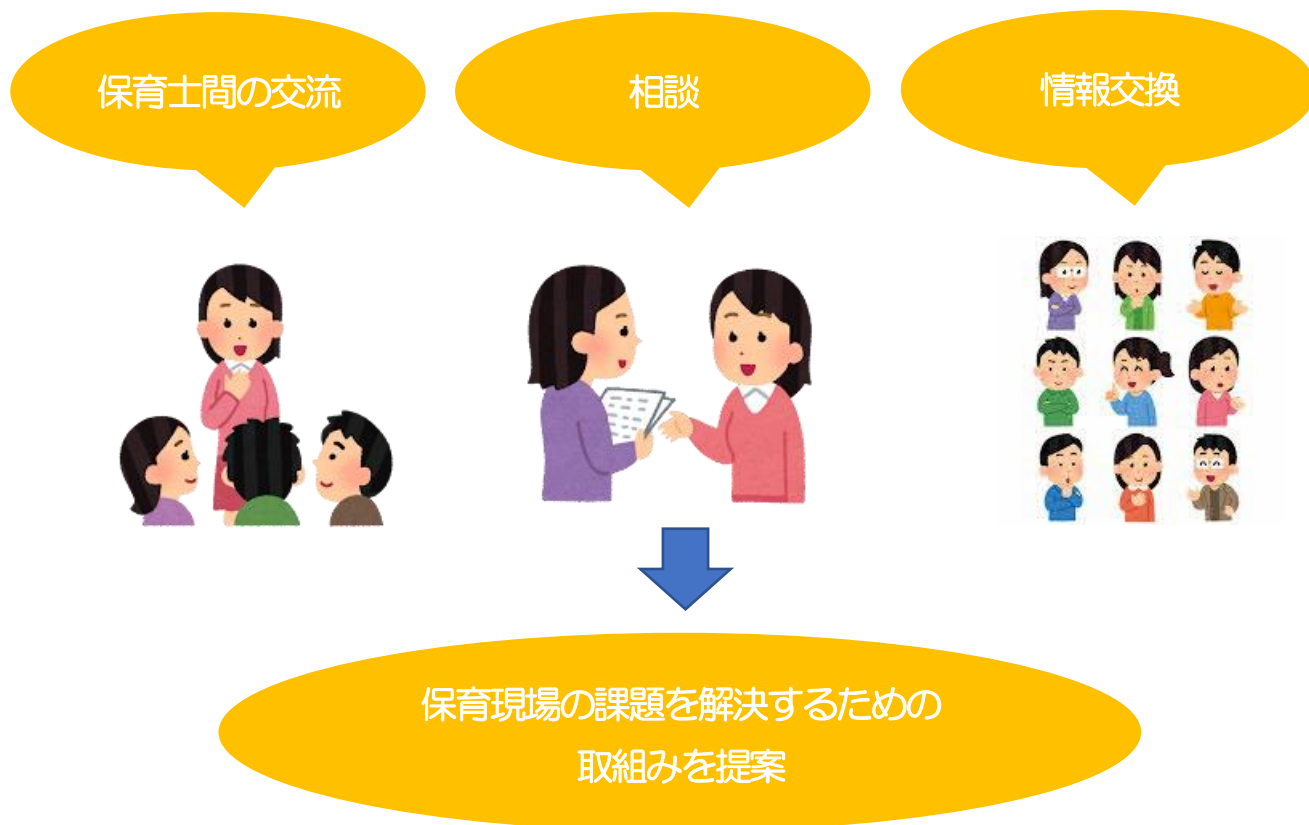 保育士間の交流
相談
情報交換
保育現場の課題を解決するための
取組みを提案